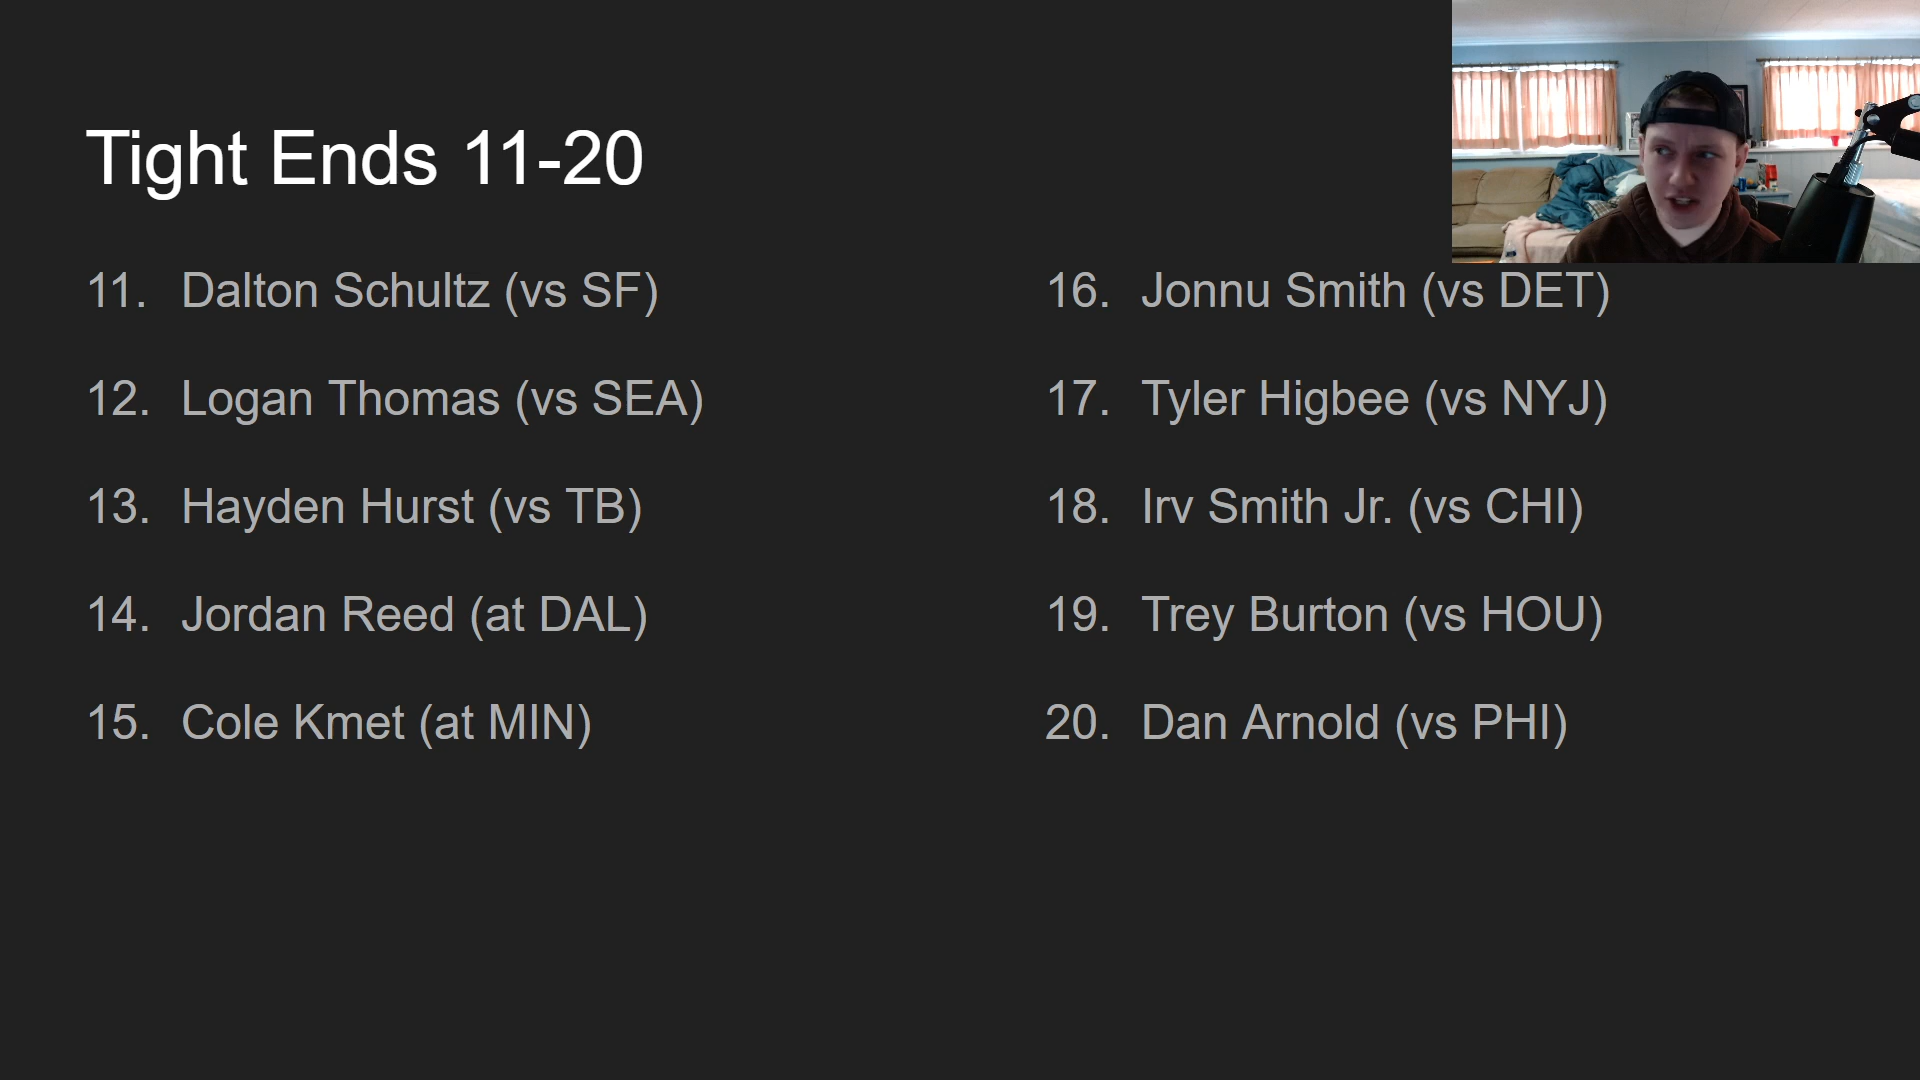 Tight Ends 11-20
11. Dalton Schultz (vs SF)
12. Logan Thomas (vs SEA)
13. Hayden Hurst (vs TB)
14. Jordan Reed (at DAL)
15. Cole Kmet (at MIN)
16. Jonnu Smith (vs DET)
17. Tyler Higbee (vs NYJ)
18. Irv Smith Jr. (vs CHI)
19. Trey Burton (vs HOU)
20. Dan Arnold (vs PHI)